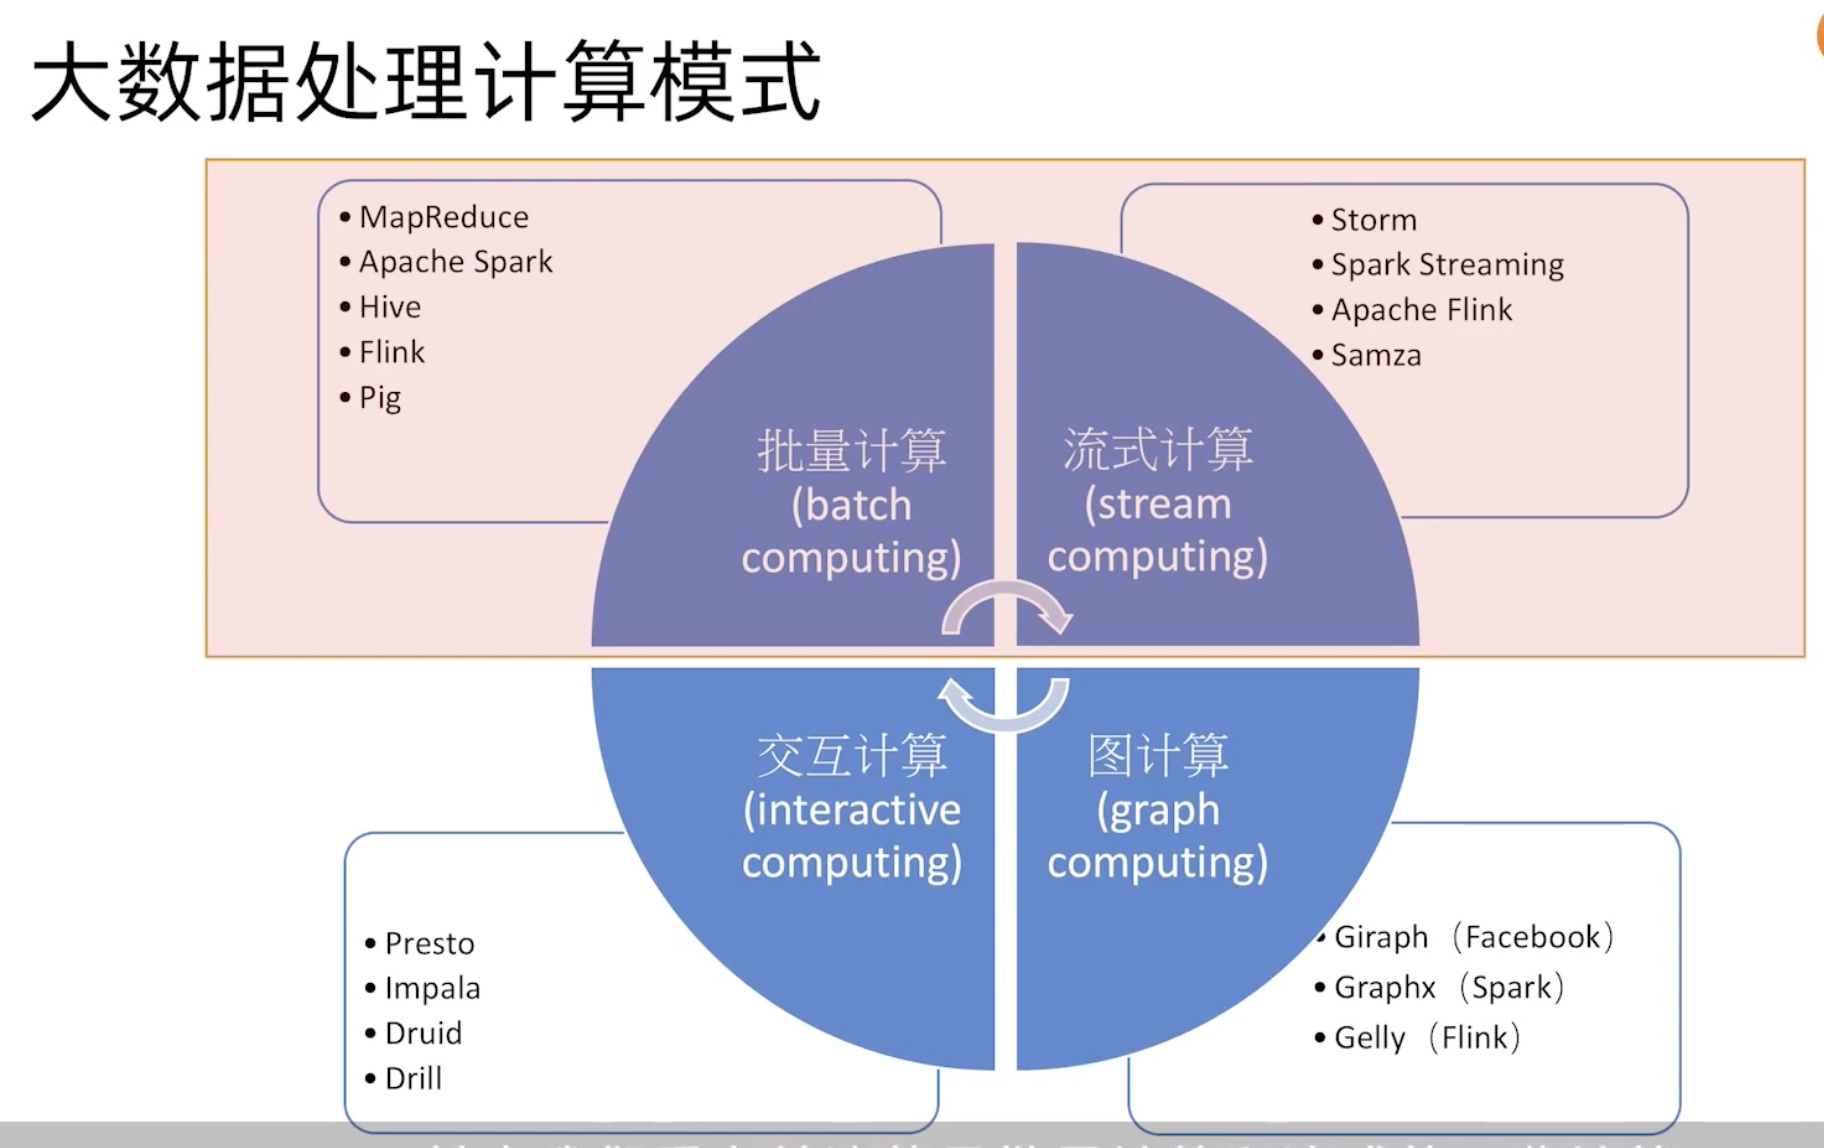 大数据处理计算模式
• MapReduce
• Apache Spark
• Hive
• Flink
• Pig
• Storm
• Spark Streaming
• Apache Flink
• Samza
批量计算
(batch
computing)
流式计算
(stream
computing)
交互计算
(interactive
computing)
图计算
(graph
computing)
• Presto
• Impala
• Druid
• Drill
• Giraph（Facebook）
• Graphx（Spark）
• Gelly（Flink）